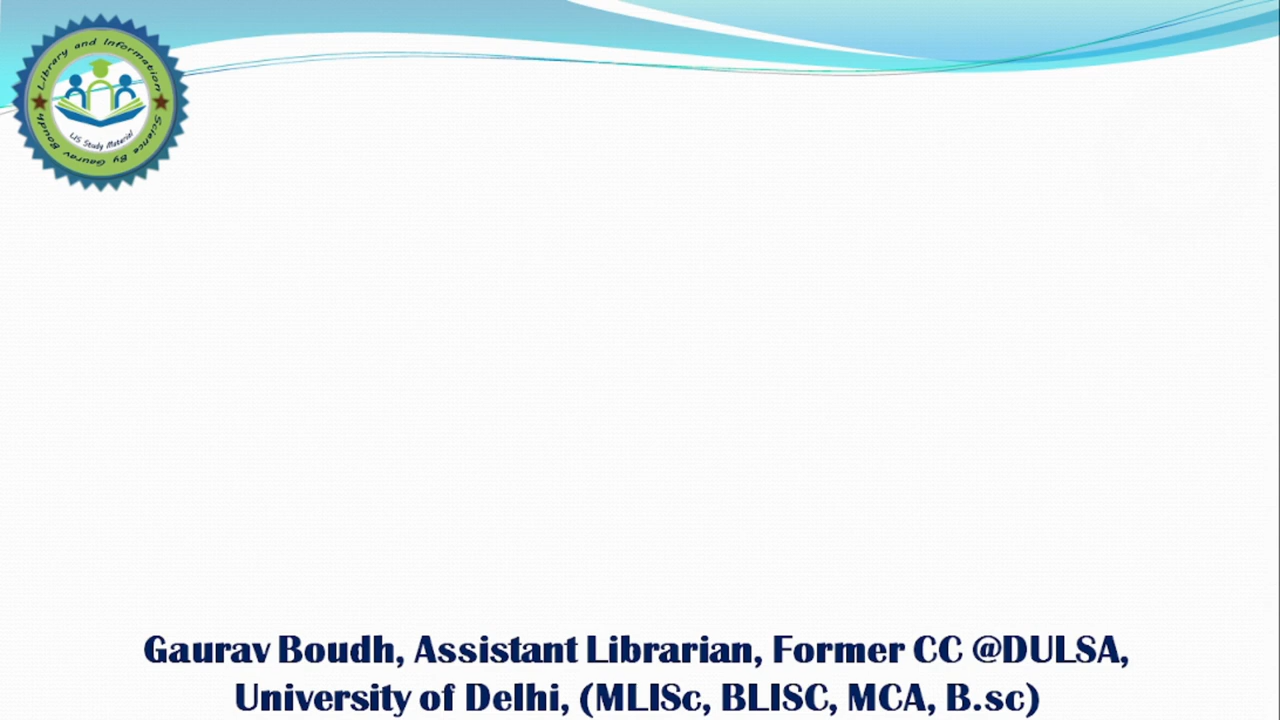 Library and Information Science By Gaurav Boudh
LIS Study Material
Gaurav Boudh, Assistant Librarian, Former CC @DULSA,
University of Delhi, (MLISc, BLISC, MCA, B.sc)